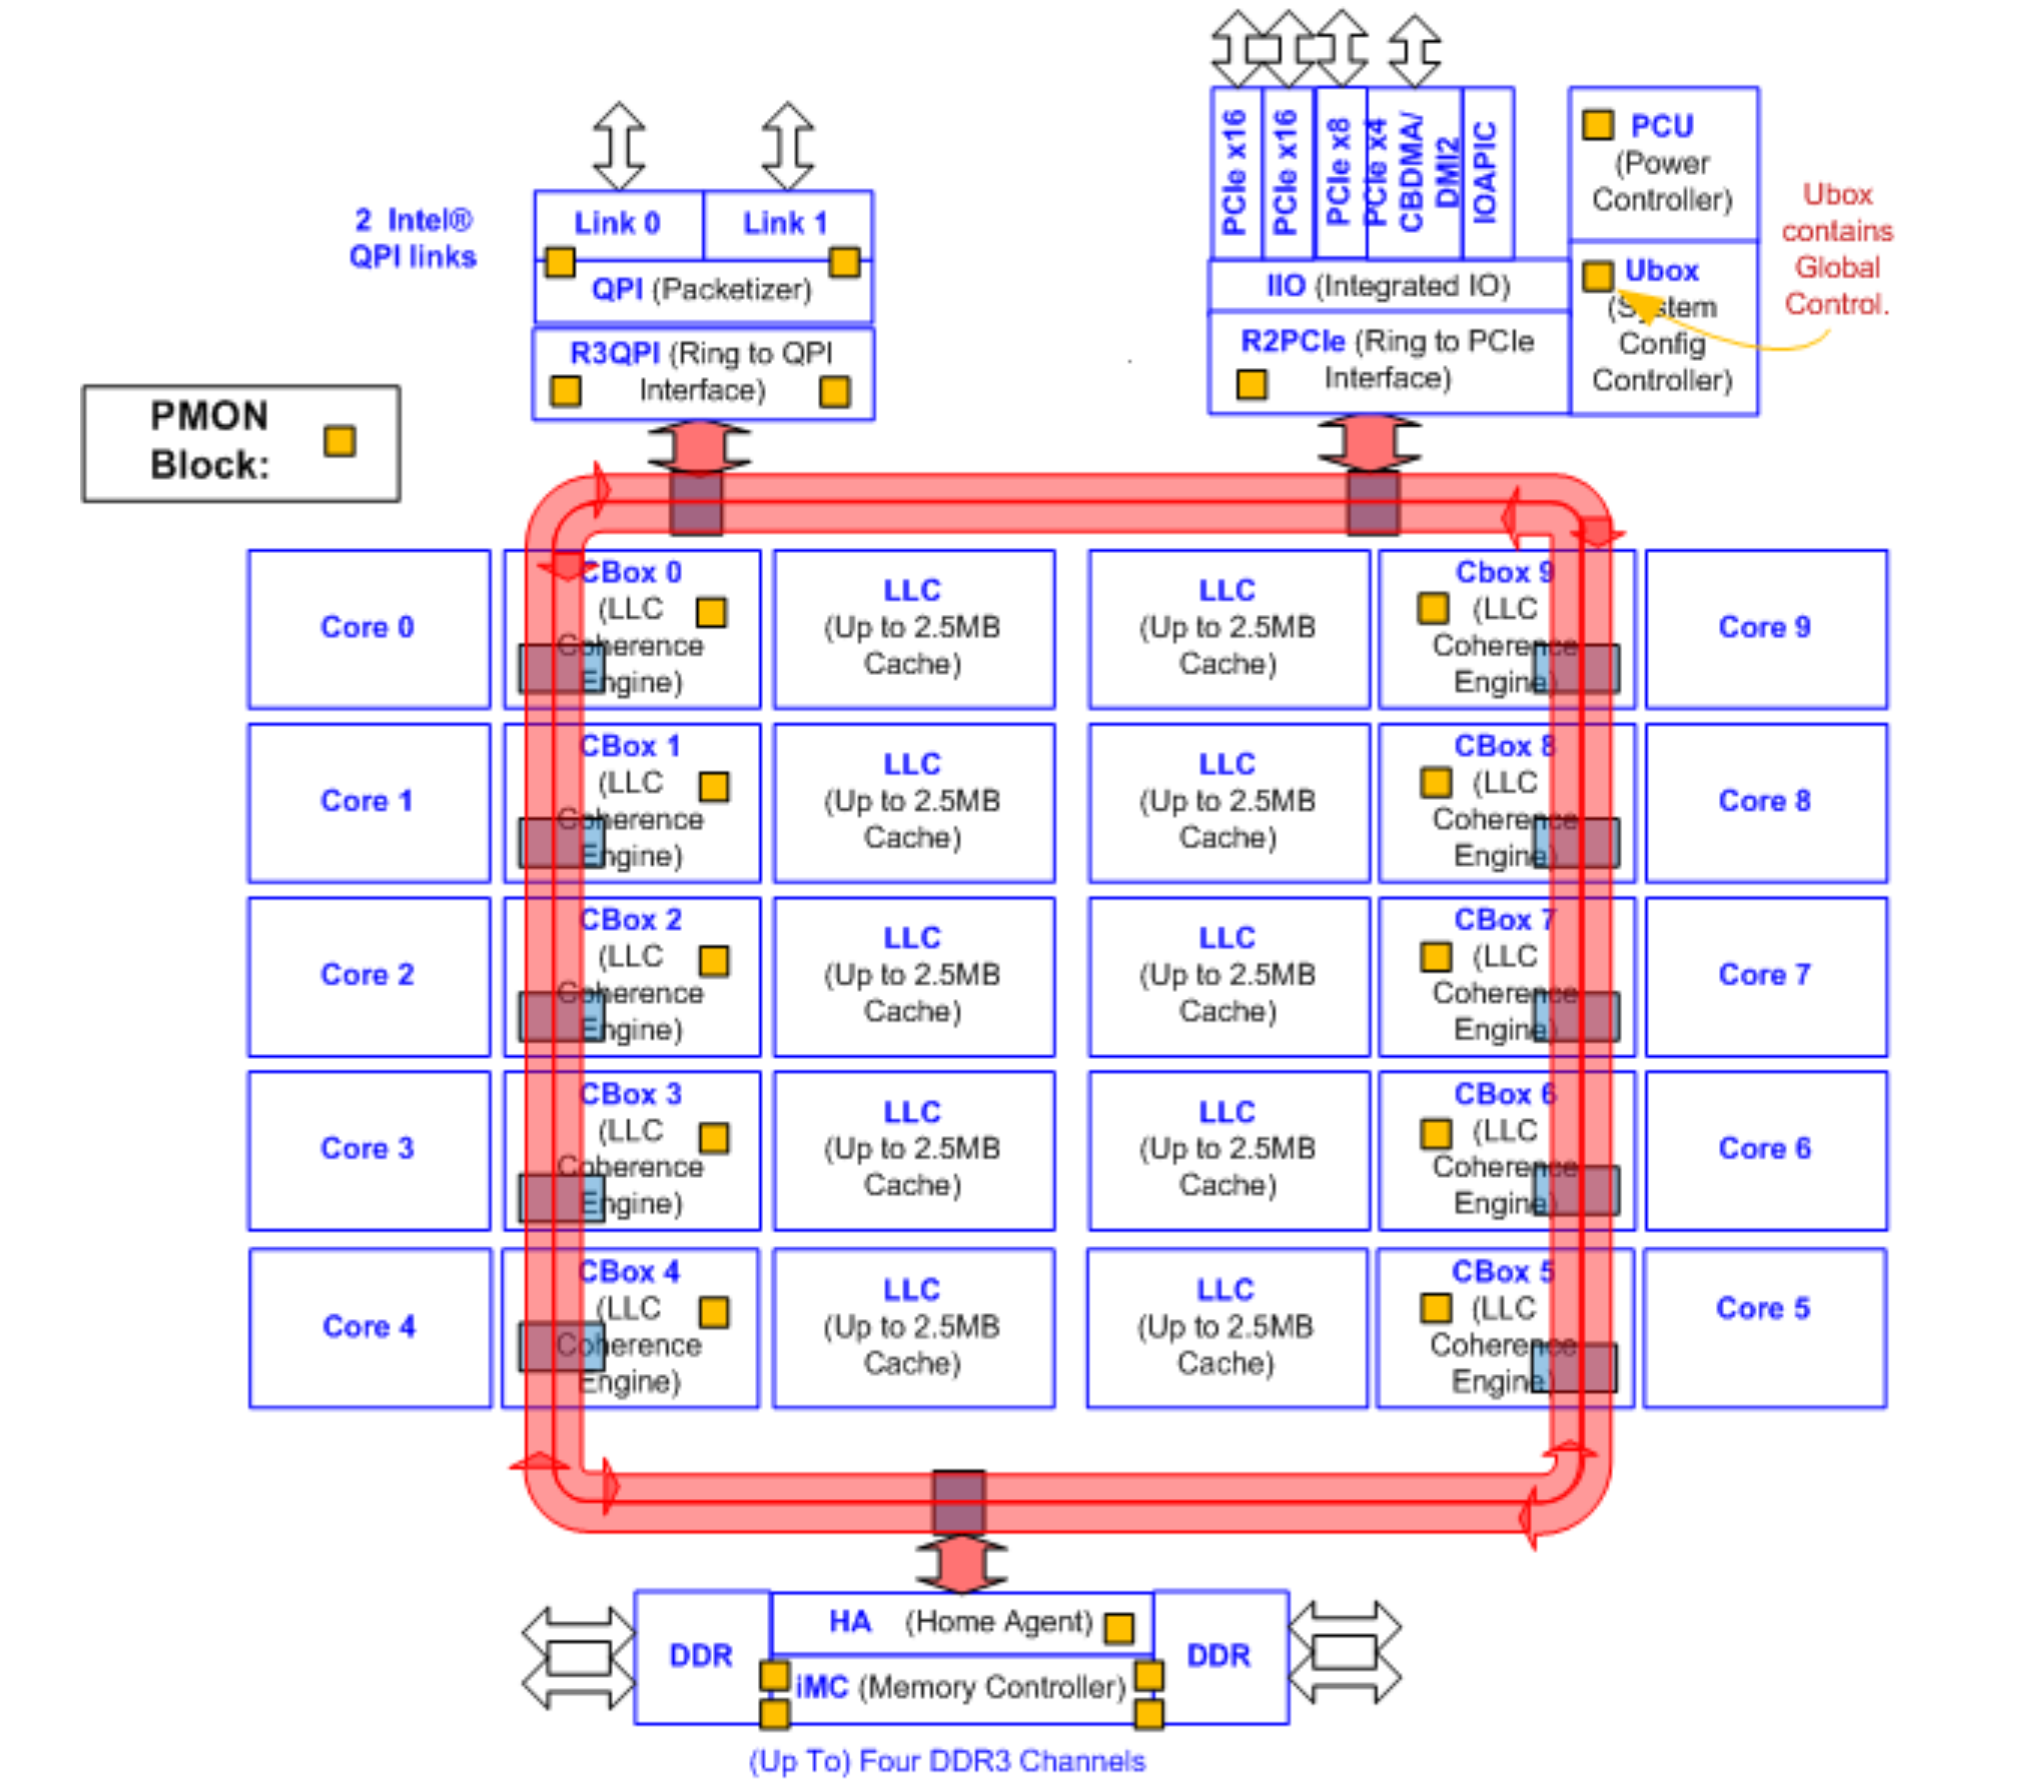 2 Intel®
QPI links
Link 0
Link 1
QPI (Packetizer)
R3QPI (Ring to QPI
Interface)
PCIe x16
PCIe x16
PCIe x8
PCIe x4
CBDMA/
DMI2
IOAPIC
IIO (Integrated IO)
R2PCIe (Ring to PCIe
Interface)
PCU
(Power
Controller)
Ubox
(System
Config
Controller)
Ubox
contains
Global
Control.
PMON
Block:
Core 0
CBox 0
(LLC
Coherence
Engine)
LLC
(Up to 2.5MB
Cache)
LLC
(Up to 2.5MB
Cache)
Cbox 9
(LLC
Coherence
Engine)
Core 9
Core 1
CBox 1
(LLC
Coherence
Engine)
LLC
(Up to 2.5MB
Cache)
LLC
(Up to 2.5MB
Cache)
CBox 8
(LLC
Coherence
Engine)
Core 8
Core 2
CBox 2
(LLC
Coherence
Engine)
LLC
(Up to 2.5MB
Cache)
LLC
(Up to 2.5MB
Cache)
CBox 7
(LLC
Coherence
Engine)
Core 7
Core 3
CBox 3
(LLC
Coherence
Engine)
LLC
(Up to 2.5MB
Cache)
LLC
(Up to 2.5MB
Cache)
CBox 6
(LLC
Coherence
Engine)
Core 6
Core 4
CBox 4
(LLC
Coherence
Engine)
LLC
(Up to 2.5MB
Cache)
LLC
(Up to 2.5MB
Cache)
CBox 5
(LLC
Coherence
Engine)
Core 5
DDR
HA (Home Agent)
iMC (Memory Controller)
DDR
(Up To) Four DDR3 Channels